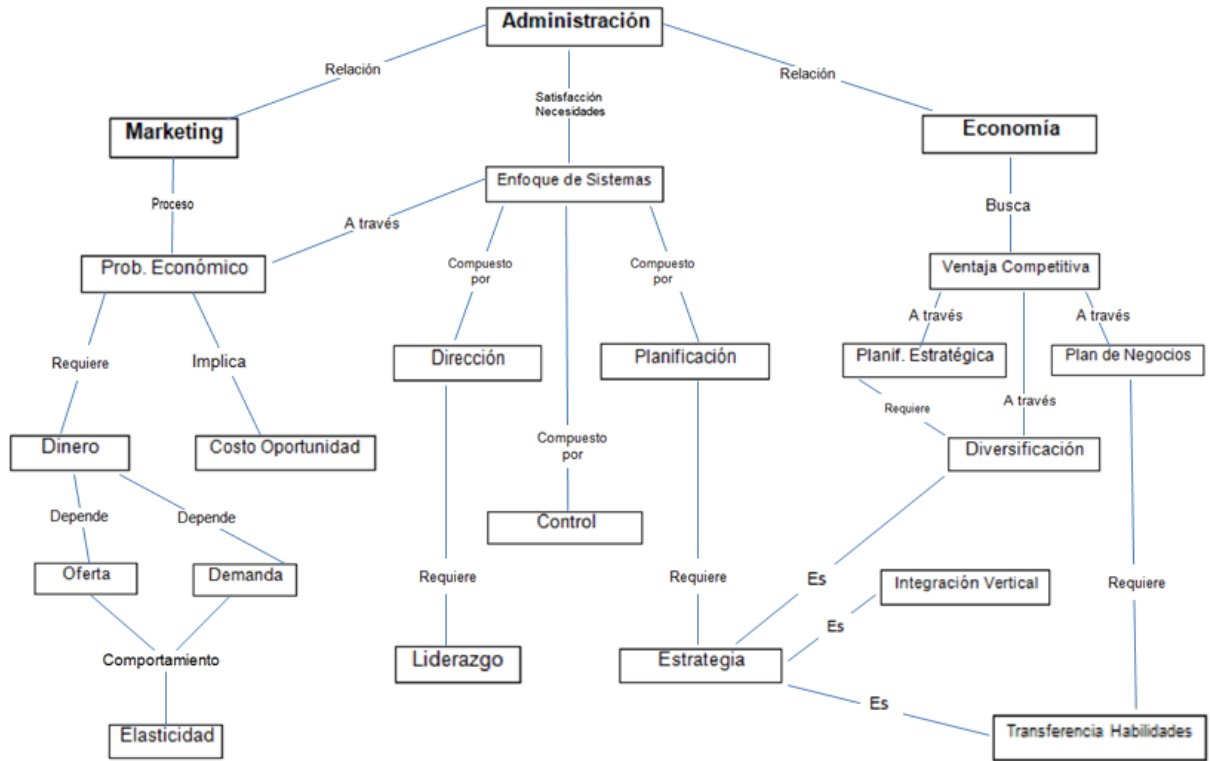 Administración
Relación
Relación
Satisfacción
Necesidades
Marketing
Economía
Enfoque de Sistemas
Proceso
Busca
A través
Prob. Económico
Compuesto
por
Compuesto
por
Ventaja Competitiva
A través
A través
Requiere
Implica
Dirección
Planificación
Planif. Estratégica
Plan de Negocios
Requiere
A través
Dinero
Costo Oportunidad
Compuesto
por
Diversificación
Depende
Depende
Control
Oferta
Demanda
Requiere
Requiere
Es
Integración Vertical
Requiere
Es
Comportamiento
Liderazgo
Estrategia
Es
Elasticidad
Transferencia Habilidades